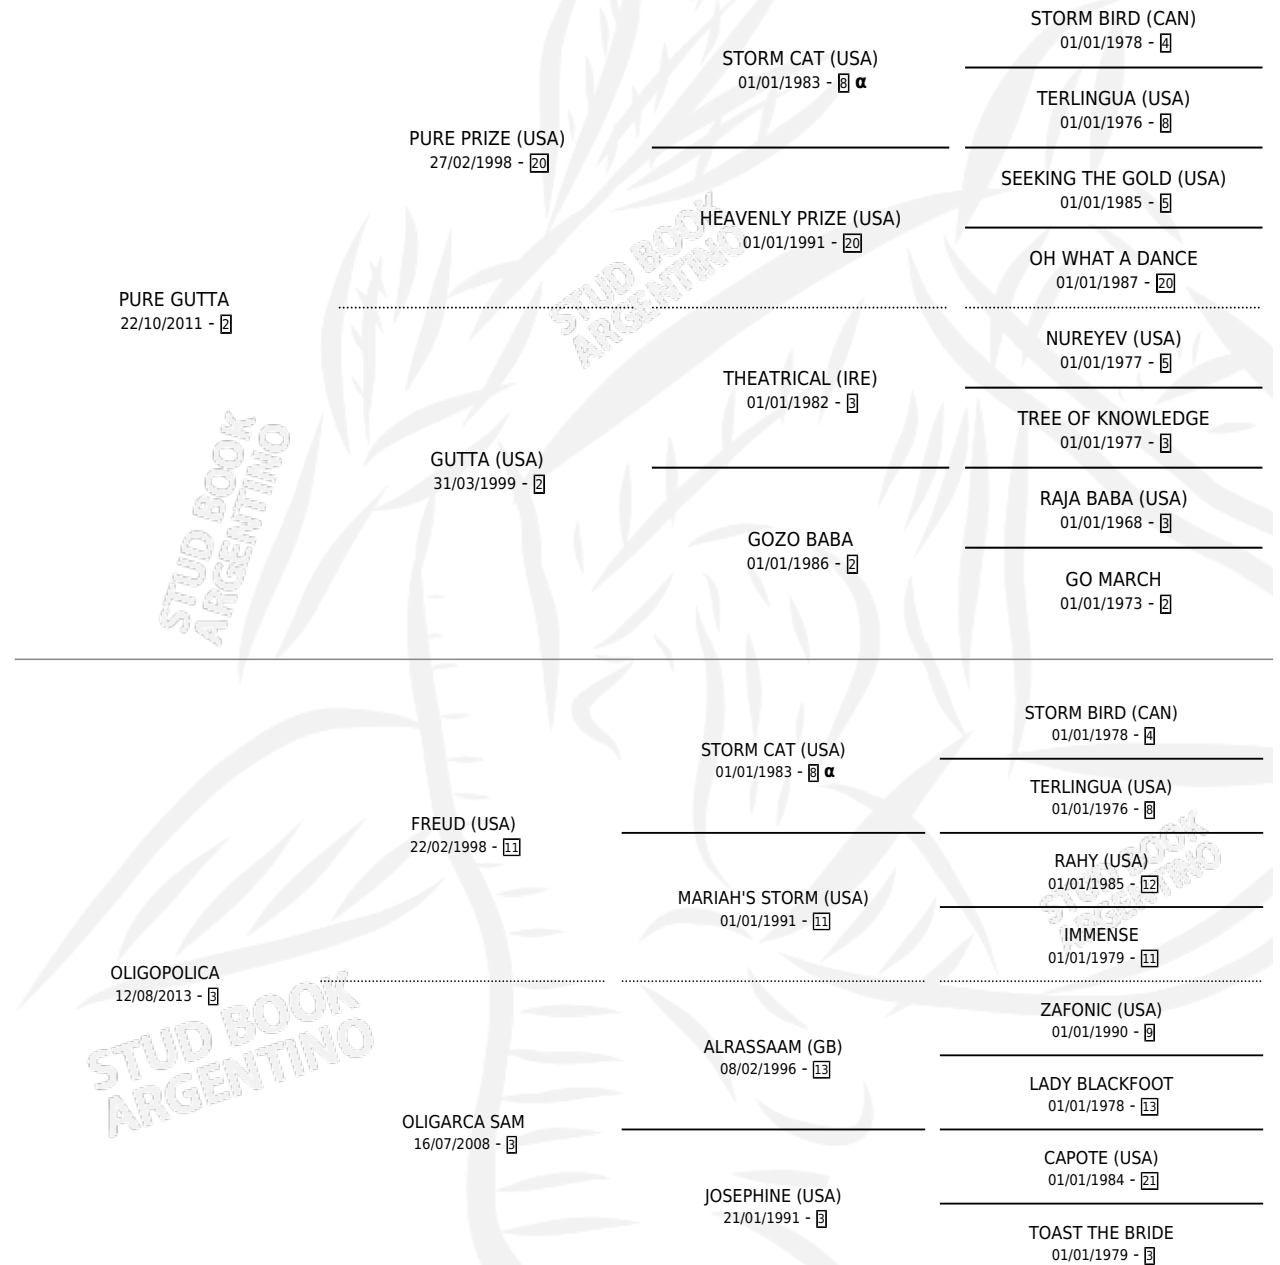 STORM BIRD (CAN)
01/01/1978 - 4
STORM CAT (USA)
01/01/1983 - 8 α
TERLINGUA (USA)
01/01/1976 - 8
PURE PRIZE (USA)
27/02/1998 - 20
SEEKING THE GOLD (USA)
01/01/1985 - 5
HEAVENLY PRIZE (USA)
01/01/1991 - 20
OH WHAT A DANCE
01/01/1987 - 20
PURE GUTTA
22/10/2011 - 2
NUREYEV (USA)
01/01/1977 - 5
THEATRICAL (IRE)
01/01/1982 - 3
TREE OF KNOWLEDGE
01/01/1977 - 3
GUTTA (USA)
31/03/1999 - 2
RAJA BABA (USA)
01/01/1968 - 3
GOZO BABA
01/01/1986 - 2
GO MARCH
01/01/1973 - 2
STUD BOOK
ARGENTINO
STUD BOOK
ARGENTINO
STORM BIRD (CAN)
01/01/1978 - 4
STORM CAT (USA)
01/01/1983 - 8 α
TERLINGUA (USA)
01/01/1976 - 8
FREUD (USA)
22/02/1998 - 11
RAHY (USA)
01/01/1985 - 12
MARIAH'S STORM (USA)
01/01/1991 - 11
IMMENSE
01/01/1979 - 11
OLIGOPOLICA
12/08/2013 - 3
ZAFONIC (USA)
01/01/1990 - 9
ALRASSAAM (GB)
08/02/1996 - 13
LADY BLACKFOOT
01/01/1978 - 13
OLIGARCA SAM
16/07/2008 - 3
CAPOTE (USA)
01/01/1984 - 21
JOSEPHINE (USA)
21/01/1991 - 3
TOAST THE BRIDE
01/01/1979 - 3
STUD BOOK
ARGENTINO
STUD BOOK
ARGENTINO